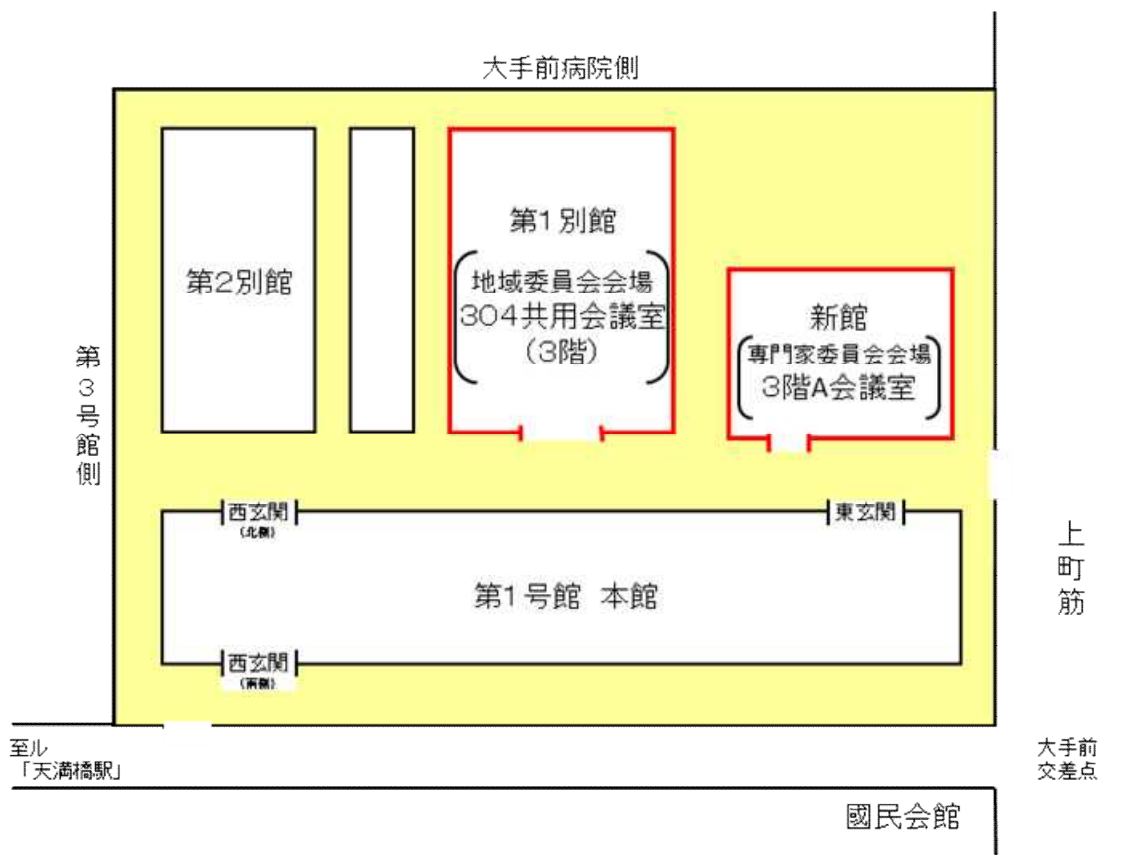 大手前病院側
第1別館
地域委員会会場
304共用会議室
（3階）
第2別館
新館
専門家委員会会場
3階A会議室
第3号館側
西玄関
（北側）
東玄関
第1号館 本館
上町筋
西玄関
（南側）
至ル
「天満橋駅」
大手前
交差点
國民会館